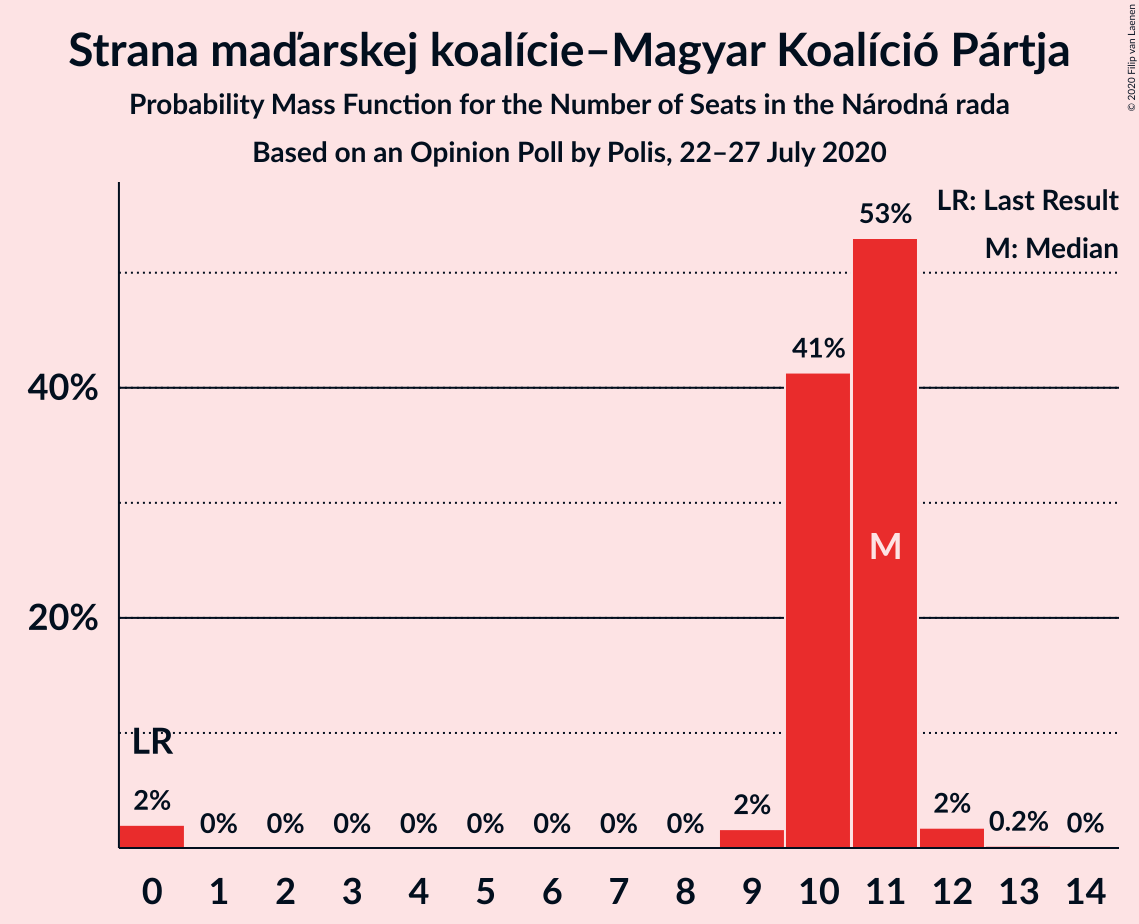 Strana maďarskej koalície–Magyar Koalíció Pártja
Probability Mass Function for the Number of Seats in the Národná rada
Based on an Opinion Poll by Polis, 22–27 July 2020
© 2020 Filip van Laenen
LR: Last Result
M: Median
53%
41%
40%
M
20%
LR
2% 0% 0% 0% 0% 0% 0% 0% 0% 2% 2% 0.2% 0%
0 1 2 3 4 5 6 7 8 9 10 11 12 13 14